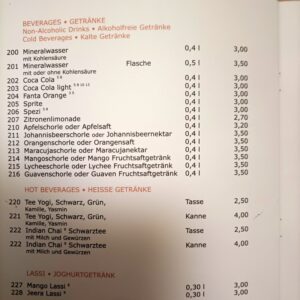 BEVERAGES • GETRÄNKE
Non-Alcoholic Drinks • Alkoholfreie Getränke
Cold Beverages • Kalte Getränke
200 Mineralwasser 0,4 l 3,00
mit Kohlensäure
201 Mineralwasser Flasche 0,5 l 3,50
mit oder ohne Kohlensäure
202 Coca Cola 0,4 l 3,00
203 Coca Cola light 0,4 l 3,00
204 Fanta Orange 0,4 l 3,00
205 Sprite 0,4 l 3,00
206 Spezi 0,4 l 3,00
207 Zitronenlimonade 0,4 l 2,70
210 Apfelschorle oder Apfelsaft 0,4 l 3,20
211 Johannisbeerschorle oder Johannisbeernektar 0,4 l 3,50
212 Orangenschorle oder Orangensaft 0,4 l 3,50
213 Maracujaschorle oder Maracujanektar 0,4 l 3,50
214 Mangoschorle oder Mango Fruchtsaftgetränk 0,4 l 3,50
215 Lycheeschorle oder Lychee Fruchtsaftgetränk 0,4 l 3,50
216 Guavenschorle oder Guaven Fruchtsaftgetränk 0,4 l 3,50
HOT BEVERAGES • HEISSE GETRÄNKE
220 Tee Yogi, Schwarz, Grün, Tasse 2,50
Kamille, Yasmin
221 Tee Yogi, Schwarz, Grün, Kanne 4,00
Kamille, Yasmin
222 Indian Chai Schwarztee Tasse 2,50
mit Milch und Gewürzen
222 Indian Chai Schwarztee Kanne 4,00
mit Milch und Gewürzen
LASSI • JOGHURTGETRÄNK
227 Mango Lassi 0,30 l 3,00
228 Jeera Lassi 0,30 l 3,00